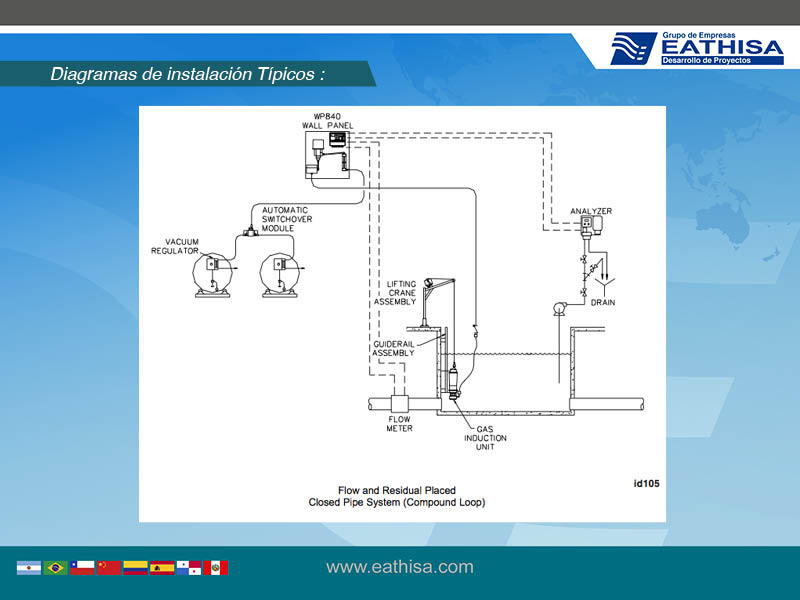 Grupo de Empresas
EATHISA
Desarrollo de Proyectos
Diagramas de instalación Típicos :
WP840
WALL PANEL
AUTOMATIC
SWITCHOVER
MODULE
VACUUM
REGULATOR
ANALYZER
LIFTING
CRANE
ASSEMBLY
DRAIN
GUIDERAIL
ASSEMBLY
FLOW
METER
GAS
INDUCTION
UNIT
id105
Flow and Residual Placed
Closed Pipe System (Compound Loop)
www.eathisa.com